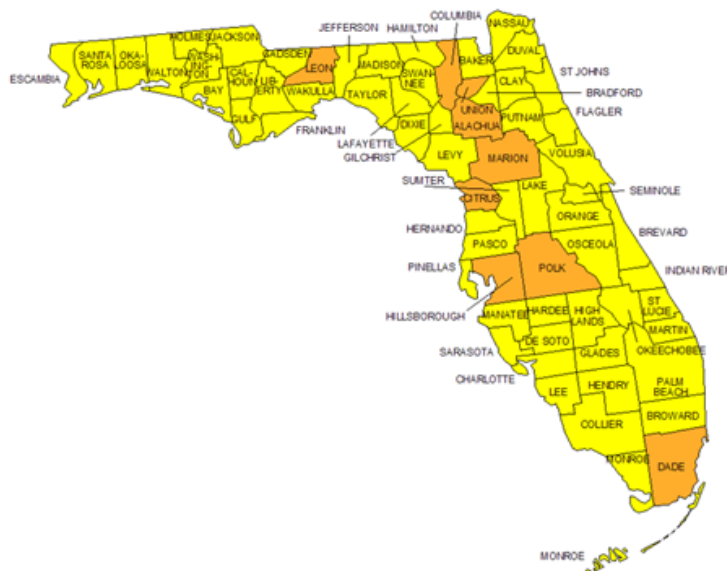 COLUMBIA
HAMILTON
JEFFERSON
NASSAU
HOLMES
JACKSON
GADSDEN
LEON
MADISON
BAKER
DUVAL
ESCAMBIA
SANTA
ROSA
OKA-
LOOSA
WALTON
WASH-
ING-
TON
BAY
CAL-
HOUN
LIB-
ERTY
WAKULLA
TAYLOR
SWAN-
NEE
CLAY
ST JOHNS
BRADFORD
GULF
FRANKLIN
UNION
ALACHUA
PUTNAM
FLAGLER
LAFAYETTE
DIXIE
GILCHRIST
LEVY
MARION
VOLUSIA
SUMTER
CITRUS
LAKE
SEMINOLE
HERNANDO
ORANGE
BREVARD
PASCO
OSCEOLA
PINELLAS
POLK
INDIAN RIVER
HILLSBOROUGH
MANATEE
HARDEE
HIGH
LANDS
ST
LUCIE
MARTIN
DE SOTO
SARASOTA
GLADES
OKEECHOBEE
CHARLOTTE
LEE
HENDRY
PALM
BEACH
COLLIER
BROWARD
MONROE
DADE
MONROE